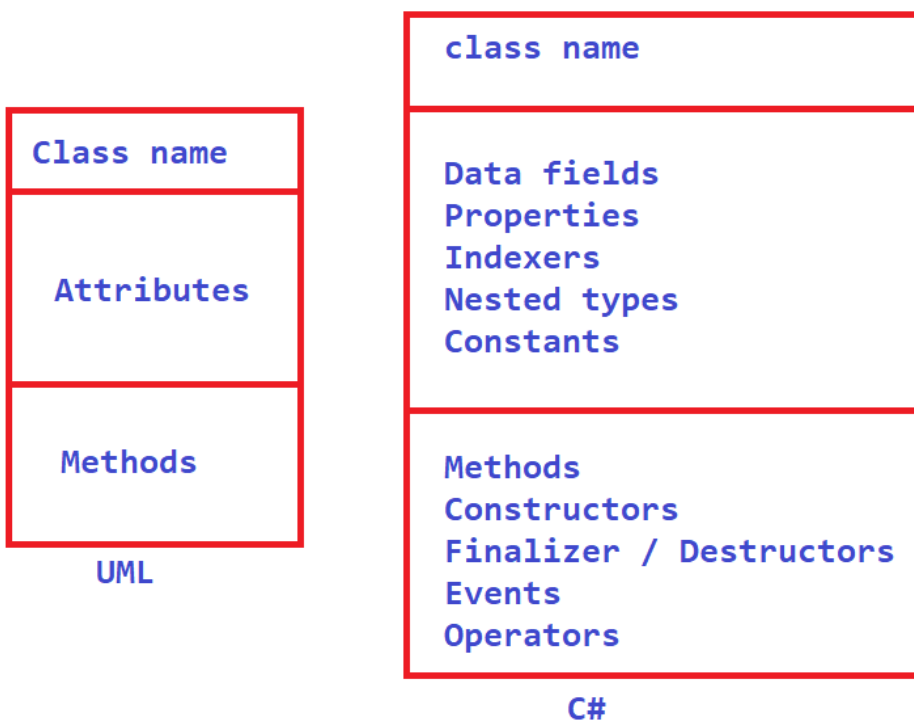 Class name
Attributes
Methods
UML
class name
Data fields
Properties
Indexers
Nested types
Constants
Methods
Constructors
Finalizer / Destructors
Events
Operators
C#